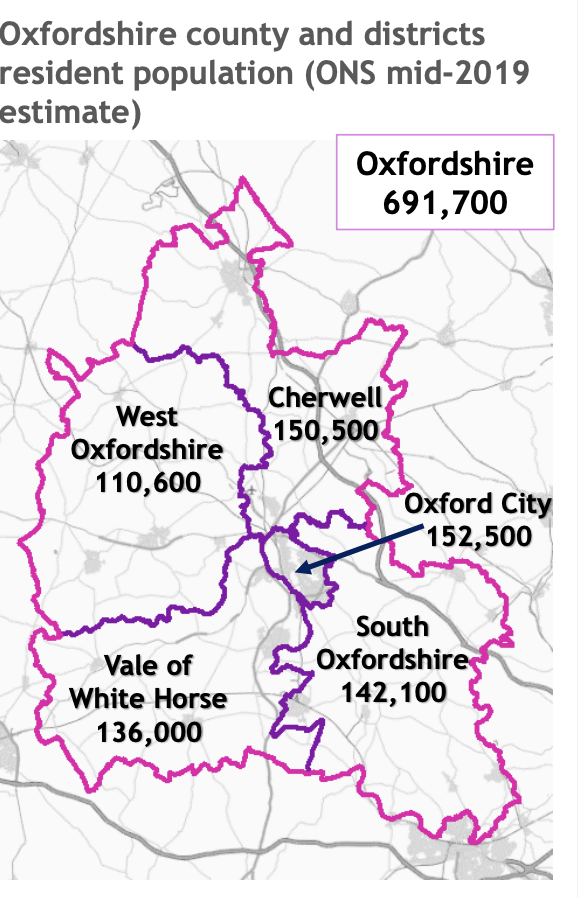 Oxfordshire county and districts
resident population (ONS mid-2019
estimate)
Oxfordshire
691,700
Cherwell
150,500
West
Oxfordshire
110,600
Oxford City
152,500
South
Oxfordshire
142,100
Vale of
White Horse
136,000